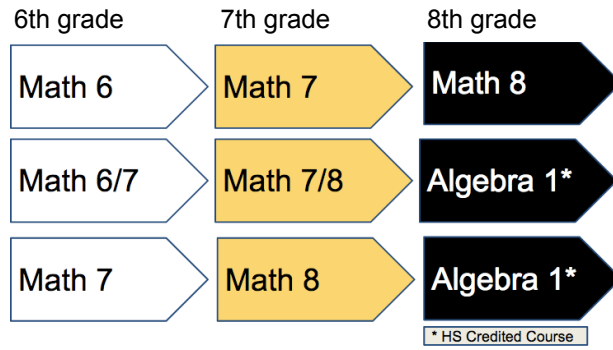 6th grade 7th grade 8th grade
Math 6 Math 7 Math 8
Math 6/7 Math 7/8 Algebra 1*
Math 7 Math 8 Algebra 1*
* HS Credited Course